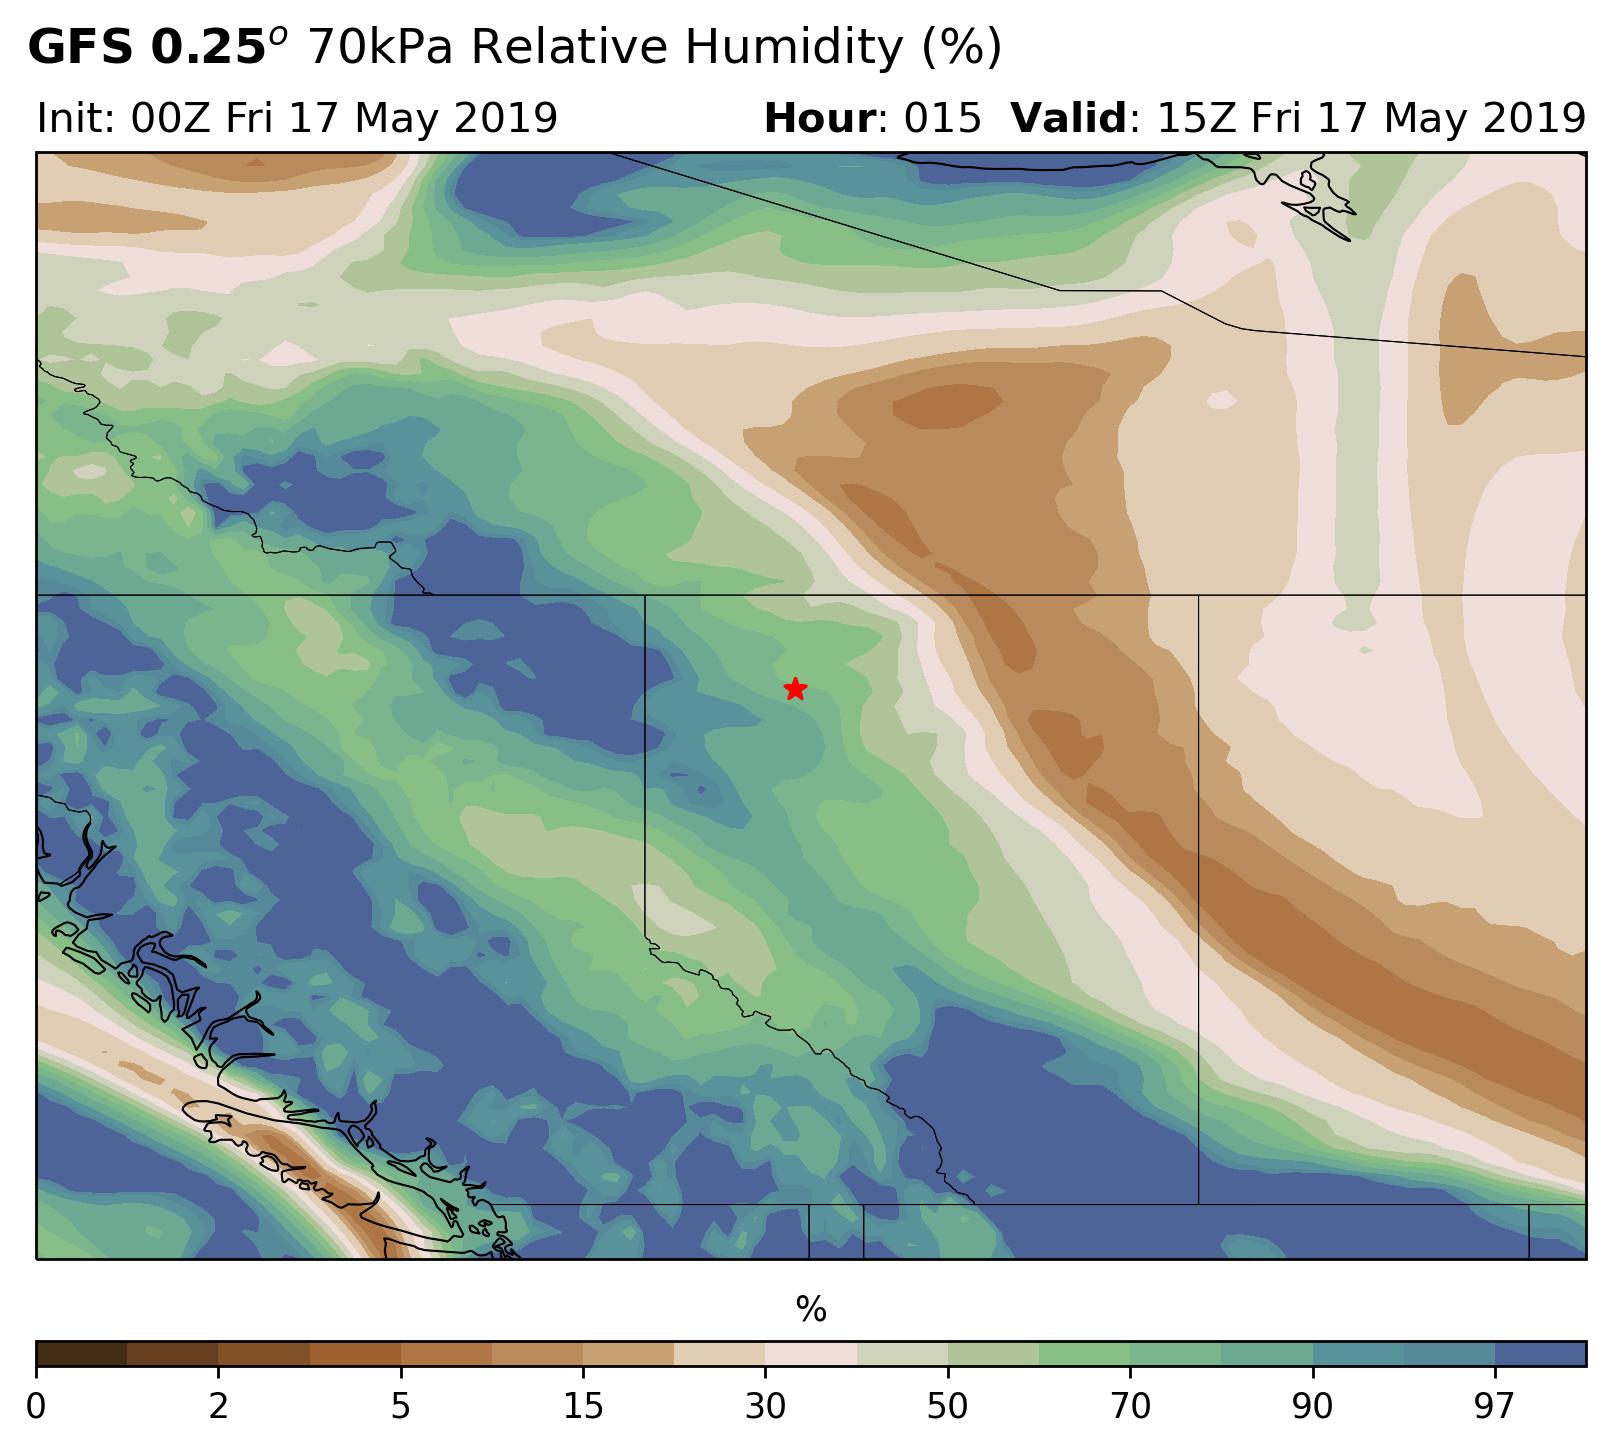 GFS 0.25° 70kPa Relative Humidity (%)
Init: 00Z Fri 17 May 2019 Hour: 015 Valid: 15Z Fri 17 May 2019
%
0 2 5 15 30 50 70 90 97